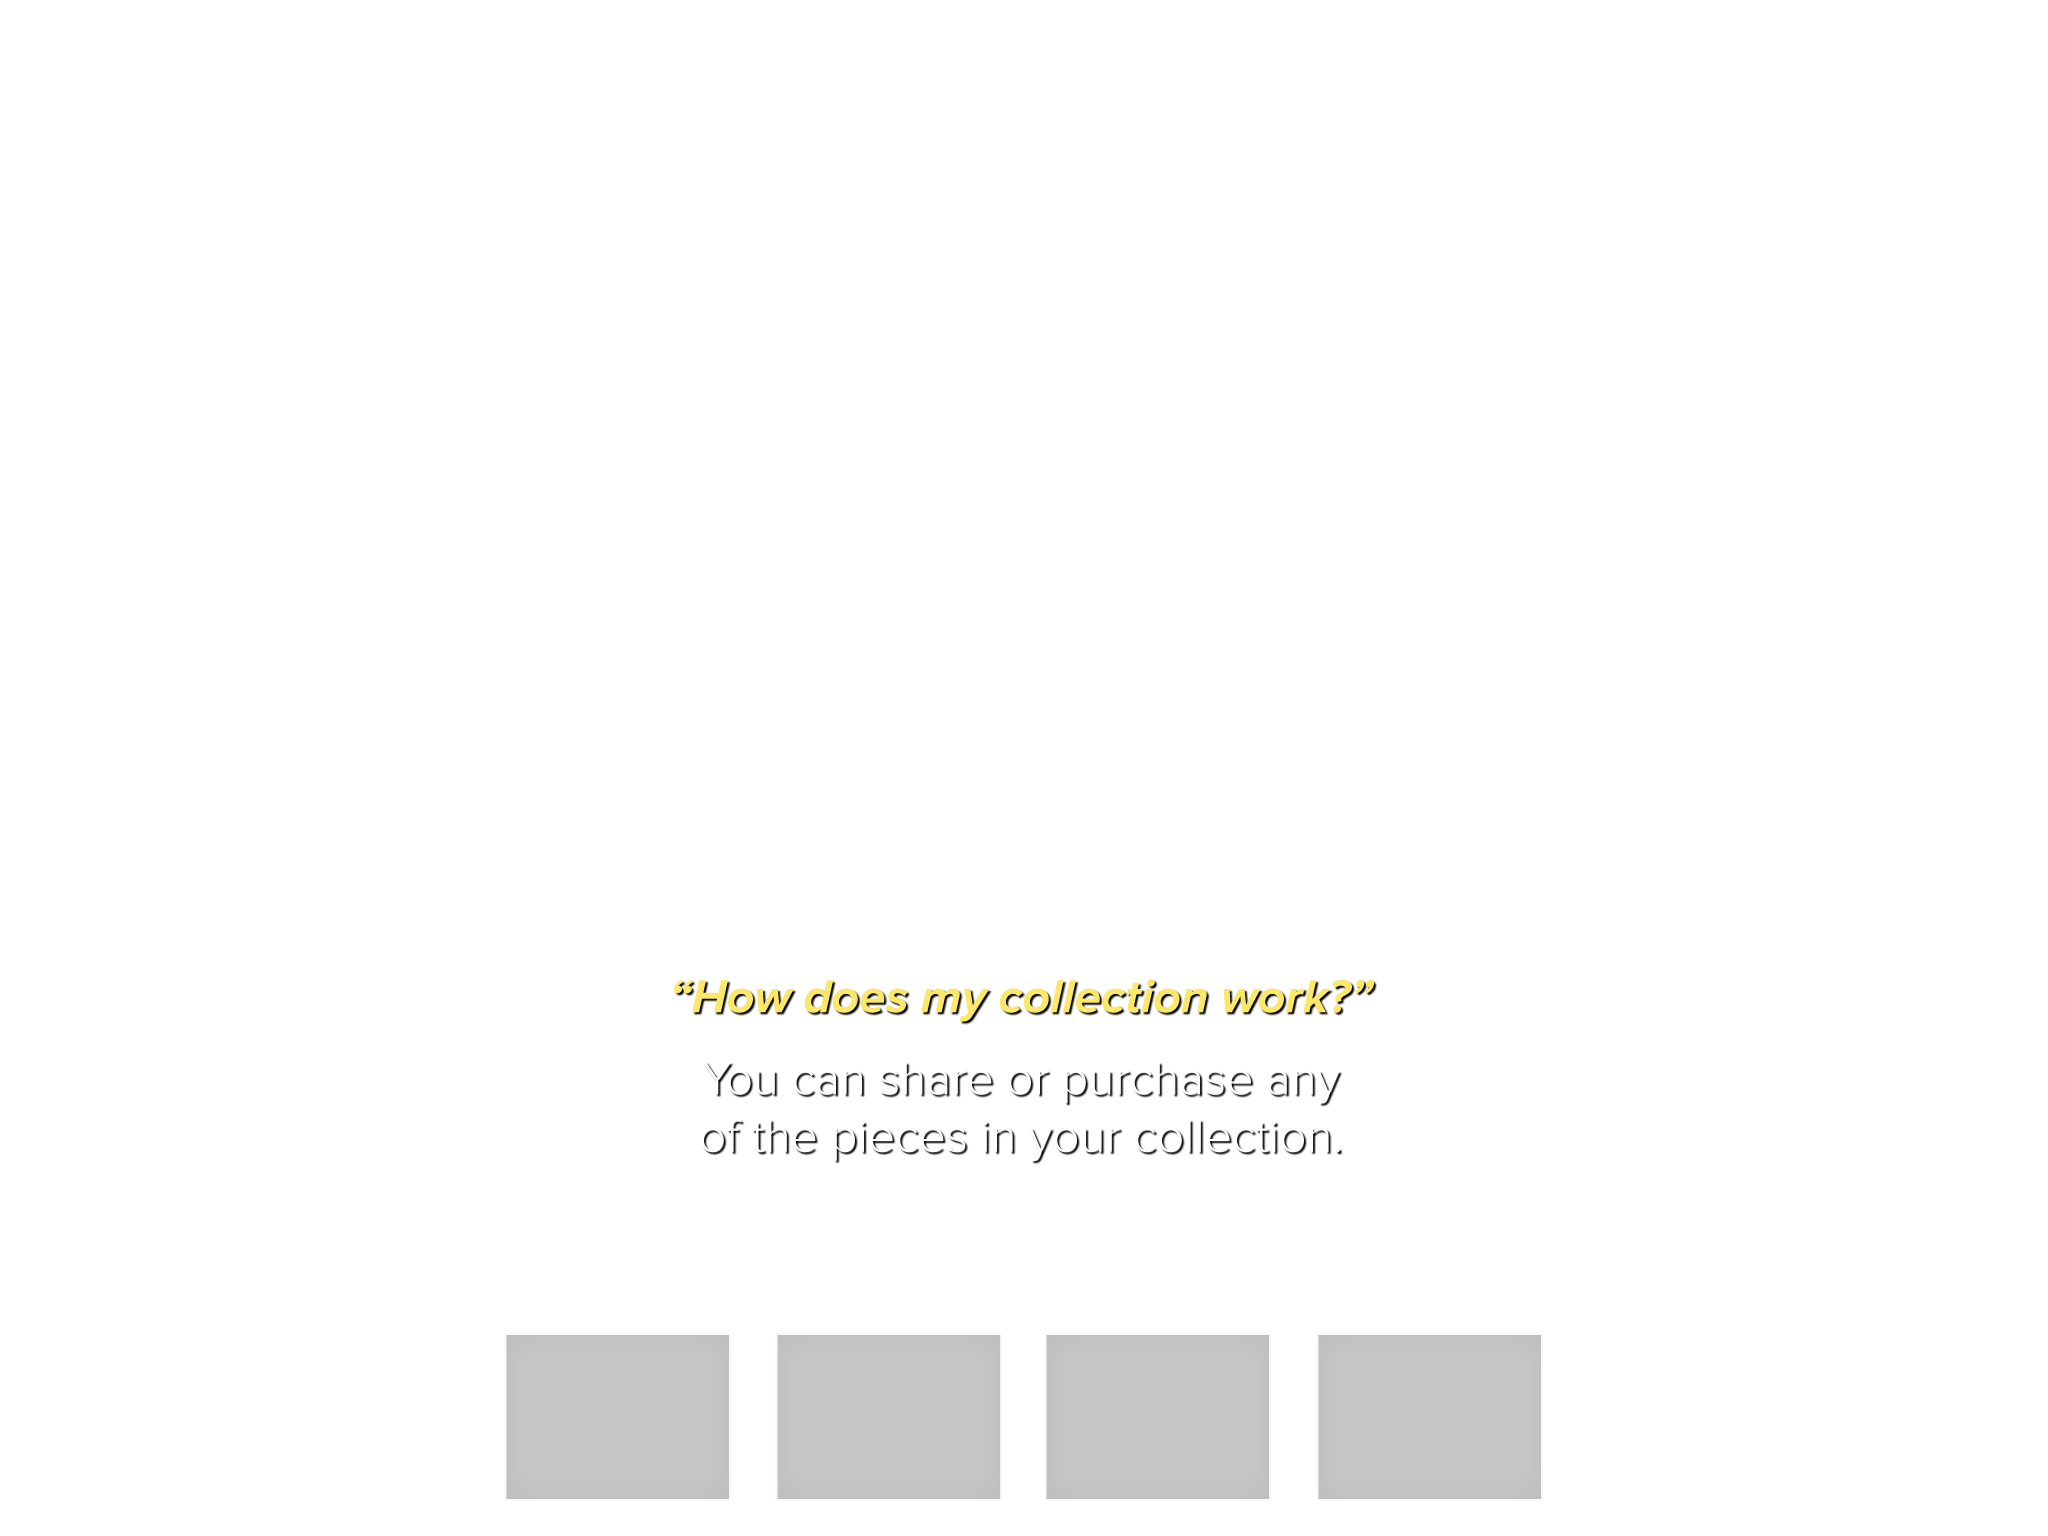 “How does my collection work?”
You can share or purchase any
of the pieces in your collection.